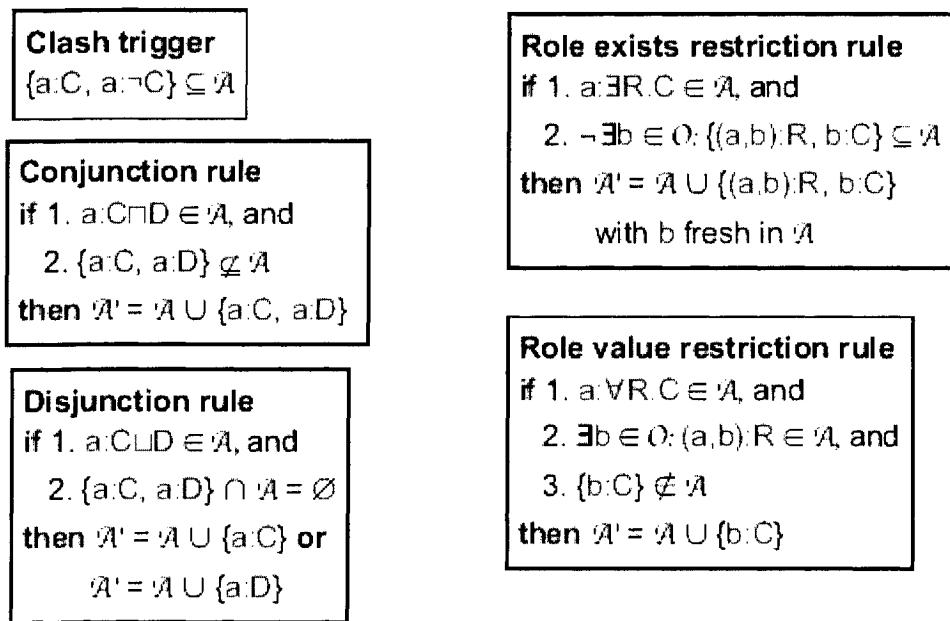 Clash trigger
{a:C, a:¬C} ⊆ 𝒜
Conjunction rule
if 1. a:C⊓D ∈ 𝒜, and
2. {a:C, a:D} ⊈ 𝒜
then 𝒜' = 𝒜 ∪ {a:C, a:D}
Disjunction rule
if 1. a:C⊔D ∈ 𝒜, and
2. {a:C, a:D} ∩ 𝒜 = ∅
then 𝒜' = 𝒜 ∪ {a:C} or
𝒜' = 𝒜 ∪ {a:D}
Role exists restriction rule
if 1. a:∃R.C ∈ 𝒜, and
2. ¬∃b ∈ O: {(a,b):R, b:C} ⊆ 𝒜
then 𝒜' = 𝒜 ∪ {(a,b):R, b:C}
with b fresh in 𝒜
Role value restriction rule
if 1. a:∀R.C ∈ 𝒜, and
2. ∃b ∈ O: (a,b):R ∈ 𝒜, and
3. {b:C} ∉ 𝒜
then 𝒜' = 𝒜 ∪ {b:C}